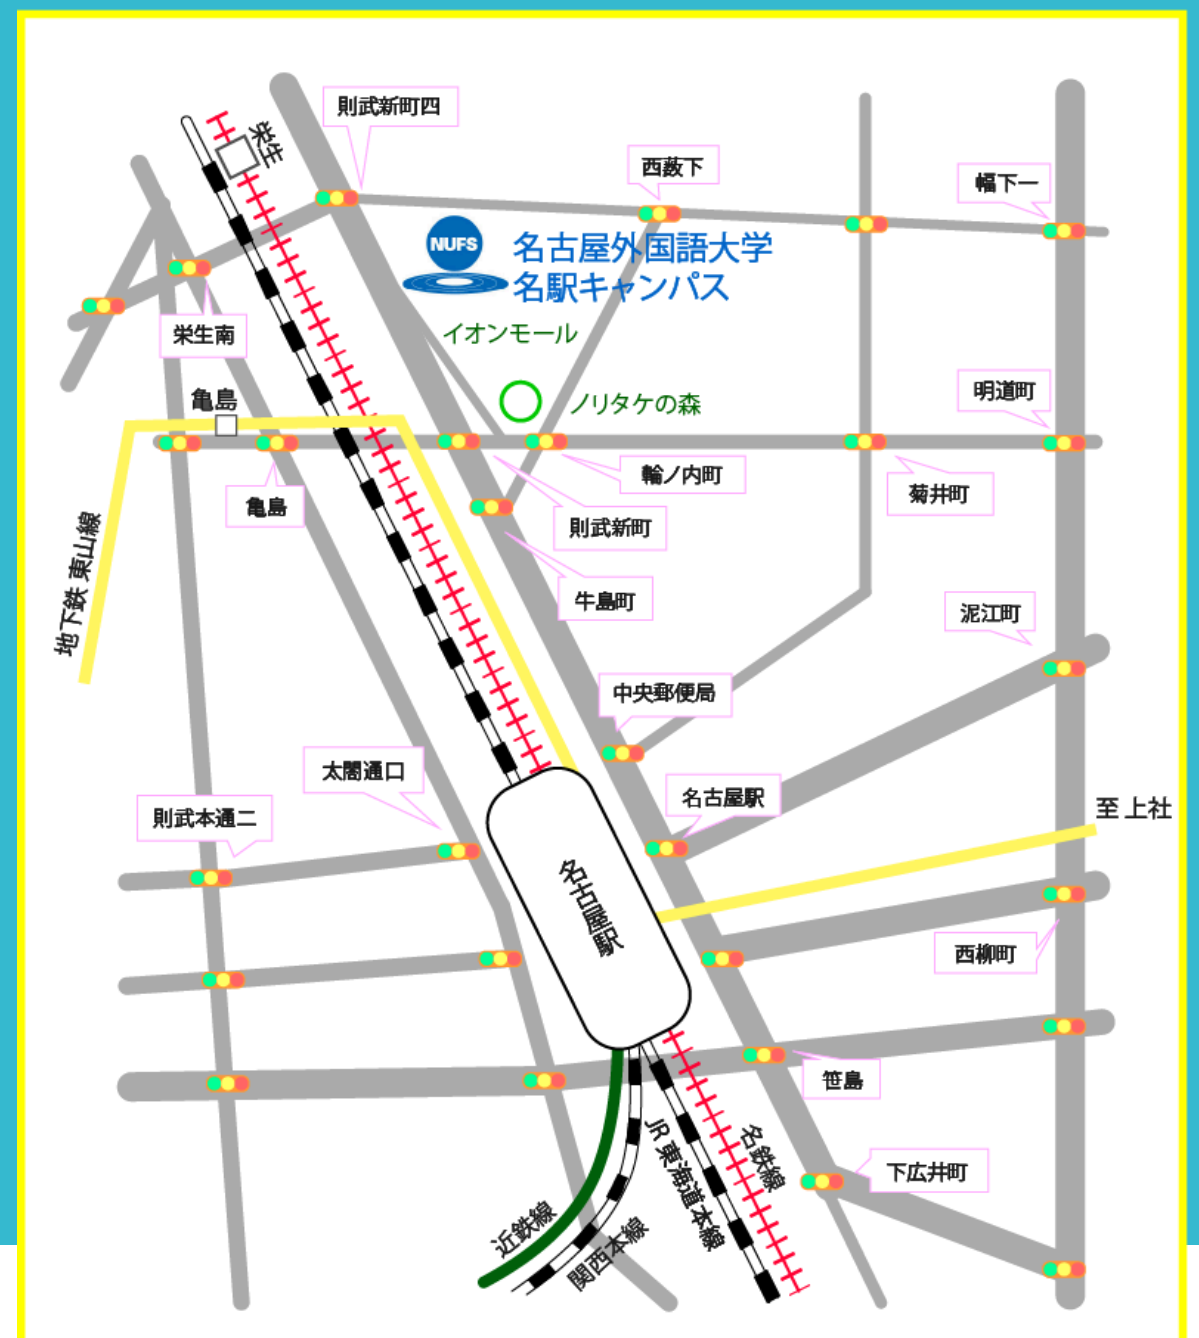 則武新町四
栄生
西薮下
幅下一
NUFS
名古屋外国語大学
名駅キャンパス
栄生南
イオンモール
亀島
ノリタケの森
明道町
輪ノ内町
菊井町
亀島
則武新町
地下鉄 東山線
牛島町
泥江町
中央郵便局
太閤通口
名古屋駅
至 上社
則武本通二
名古屋駅
西柳町
笹島
名鉄線
JR 東海道本線
下広井町
近鉄線
関西本線